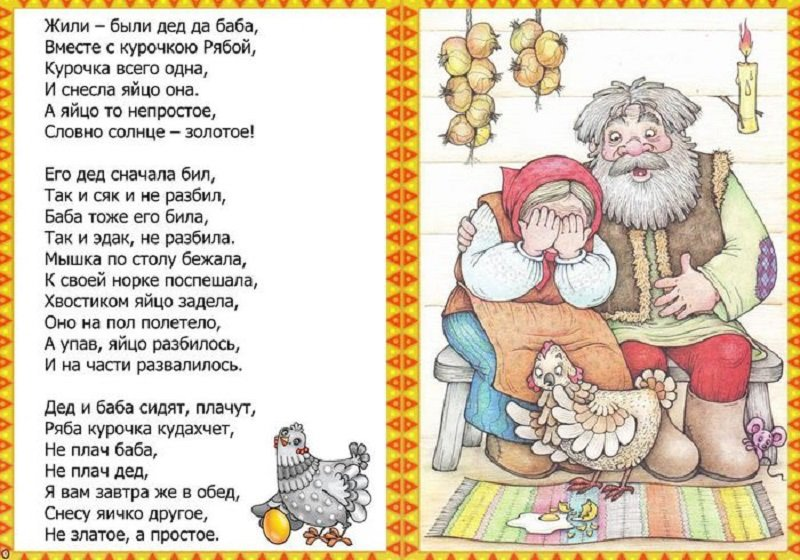 Жили – были дед да баба,
Вместе с курочкою Рябой,
Курочка всего одна,
И снесла яйцо она.
А яйцо то непростое,
Словно солнце – золотое!
Его дед сначала бил,
Так и сяк и не разбил,
Баба тоже его била,
Так и эдак, не разбила.
Мышка по столу бежала,
К своей норке поспешала,
Хвостиком яйцо задела,
Оно на пол полетело,
А упав, яйцо разбилось,
И на части развалилось.
Дед и баба сидят, плачут,
Ряба курочка кудахчет,
Не плач баба,
Не плач дед,
Я вам завтра же в обед,
Снесу яичко другое,
Не златое, а простое.